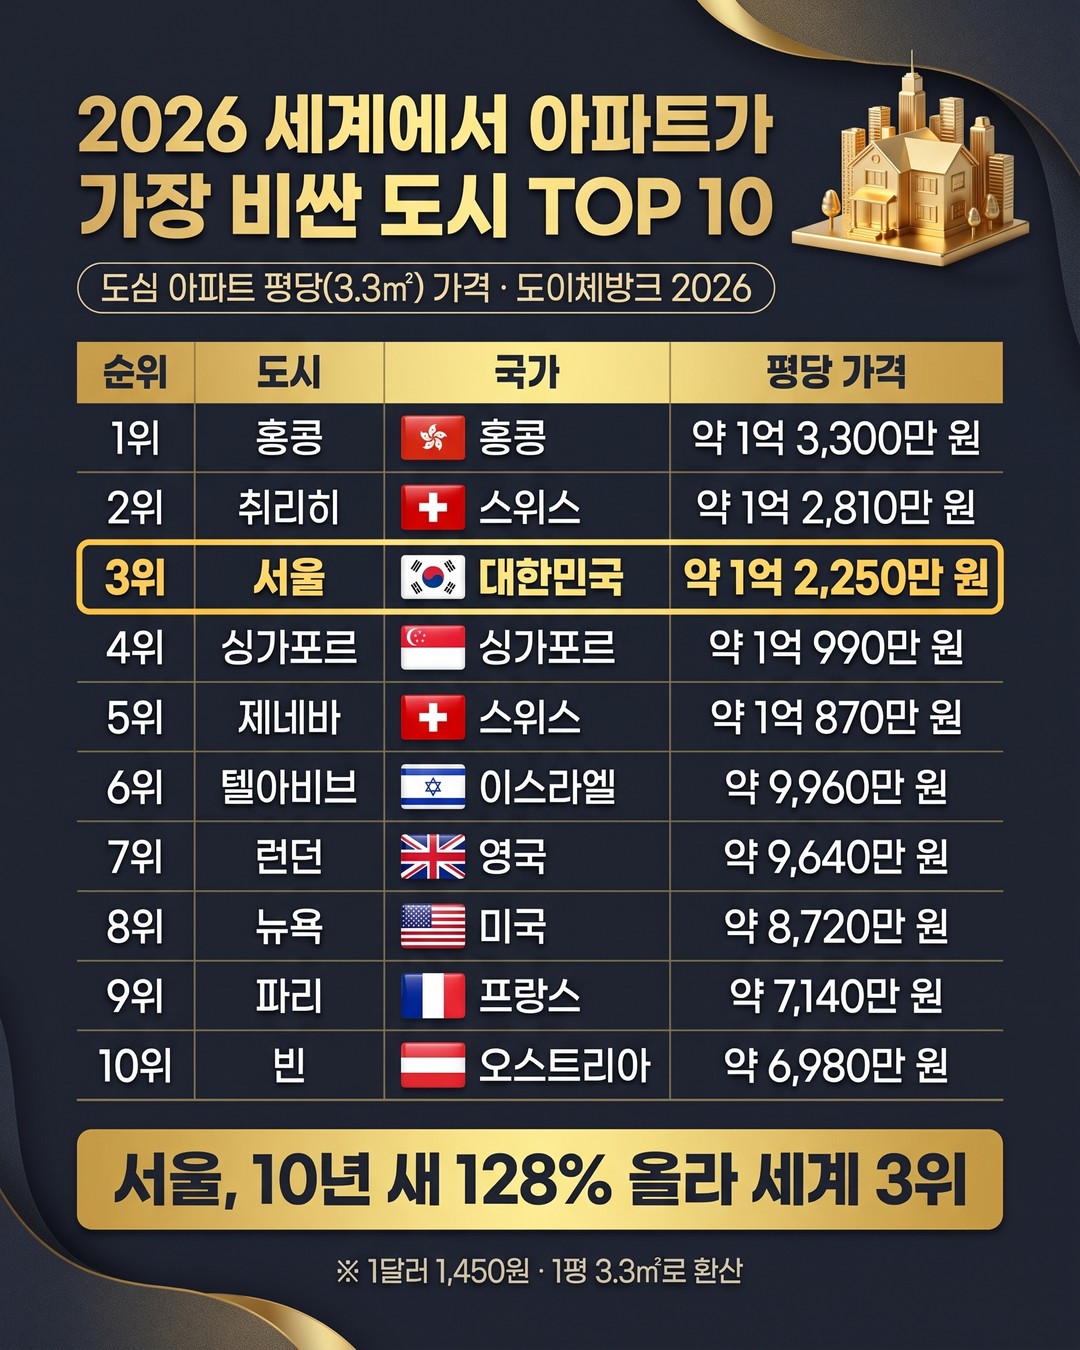 2026 세계에서 아파트가
가장 비싼 도시 TOP 10
도심 아파트 평당(3.3㎡) 가격 · 도이체방크 2026
순위 도시 국가 평당 가격
1위 홍콩 홍콩 약 1억 3,300만 원
2위 취리히 스위스 약 1억 2,810만 원
3위 서울 대한민국 약 1억 2,250만 원
4위 싱가포르 싱가포르 약 1억 990만 원
5위 제네바 스위스 약 1억 870만 원
6위 텔아비브 이스라엘 약 9,960만 원
7위 런던 영국 약 9,640만 원
8위 뉴욕 미국 약 8,720만 원
9위 파리 프랑스 약 7,140만 원
10위 빈 오스트리아 약 6,980만 원
서울, 10년 새 128% 올라 세계 3위
※ 1달러 1,450원 · 1평 3.3㎡로 환산